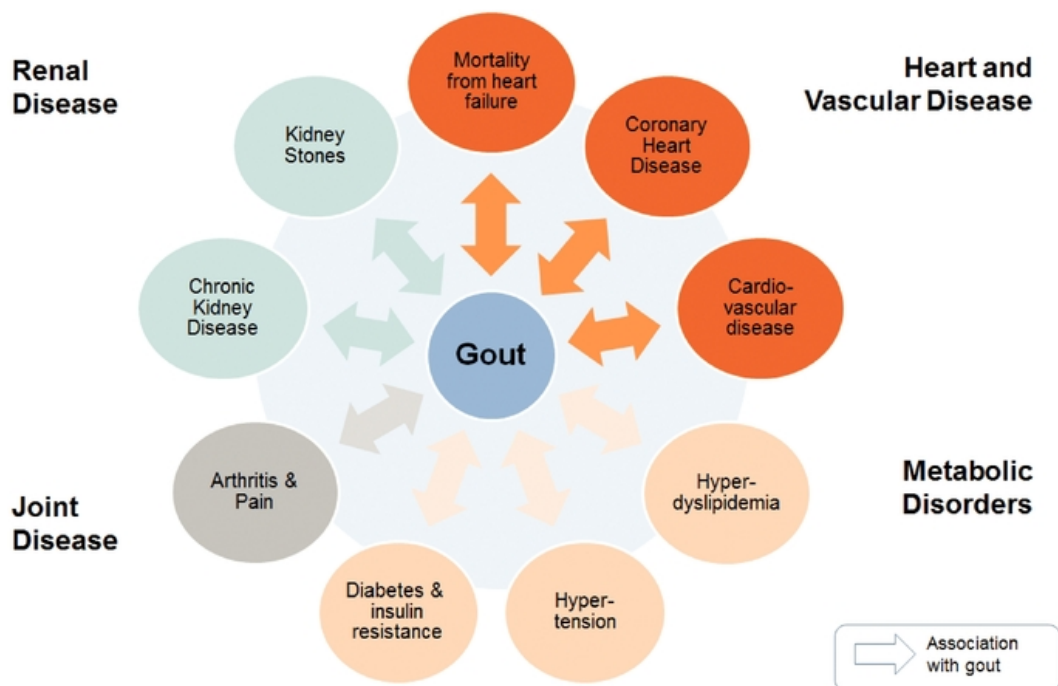 Renal
Disease
Mortality
from heart
failure
Heart and
Vascular Disease
Kidney
Stones
Coronary
Heart
Disease
Chronic
Kidney
Disease
Cardio-
vascular
disease
Gout
Arthritis &
Pain
Hyper-
dyslipidemia
Metabolic
Disorders
Joint
Disease
Diabetes &
insulin
resistance
Hyper-
tension
Association
with gout